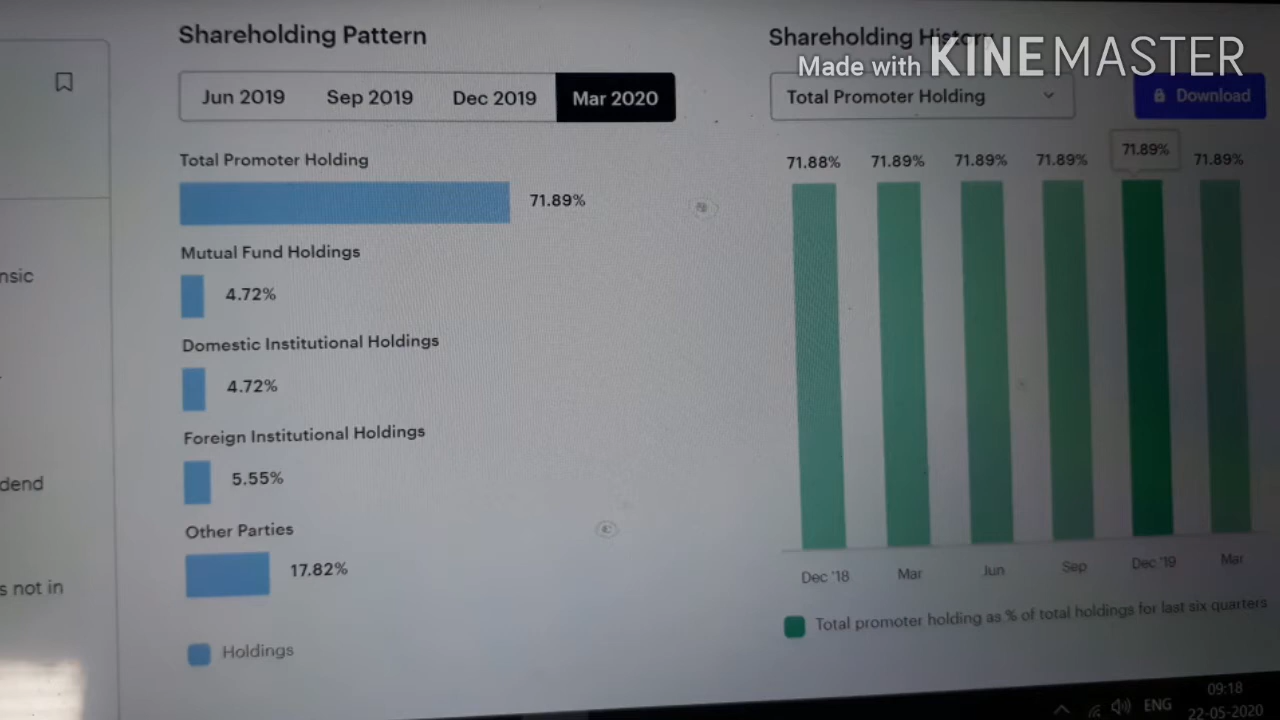 Shareholding Pattern
Jun 2019 Sep 2019 Dec 2019 Mar 2020
Total Promoter Holding
71.89%
Mutual Fund Holdings
4.72%
Domestic Institutional Holdings
4.72%
Foreign Institutional Holdings
5.55%
Other Parties
17.82%
Holdings
Shareholding History
Made with KINEMASTER
Total Promoter Holding
Download
71.88% 71.89% 71.89% 71.89% 71.89% 71.89%
Dec '18 Mar Jun Sep Dec '19 Mar
Total promoter holding as % of total holdings for last six quarters
nsic
dend
s not in
ENG
09:18
22-05-2020